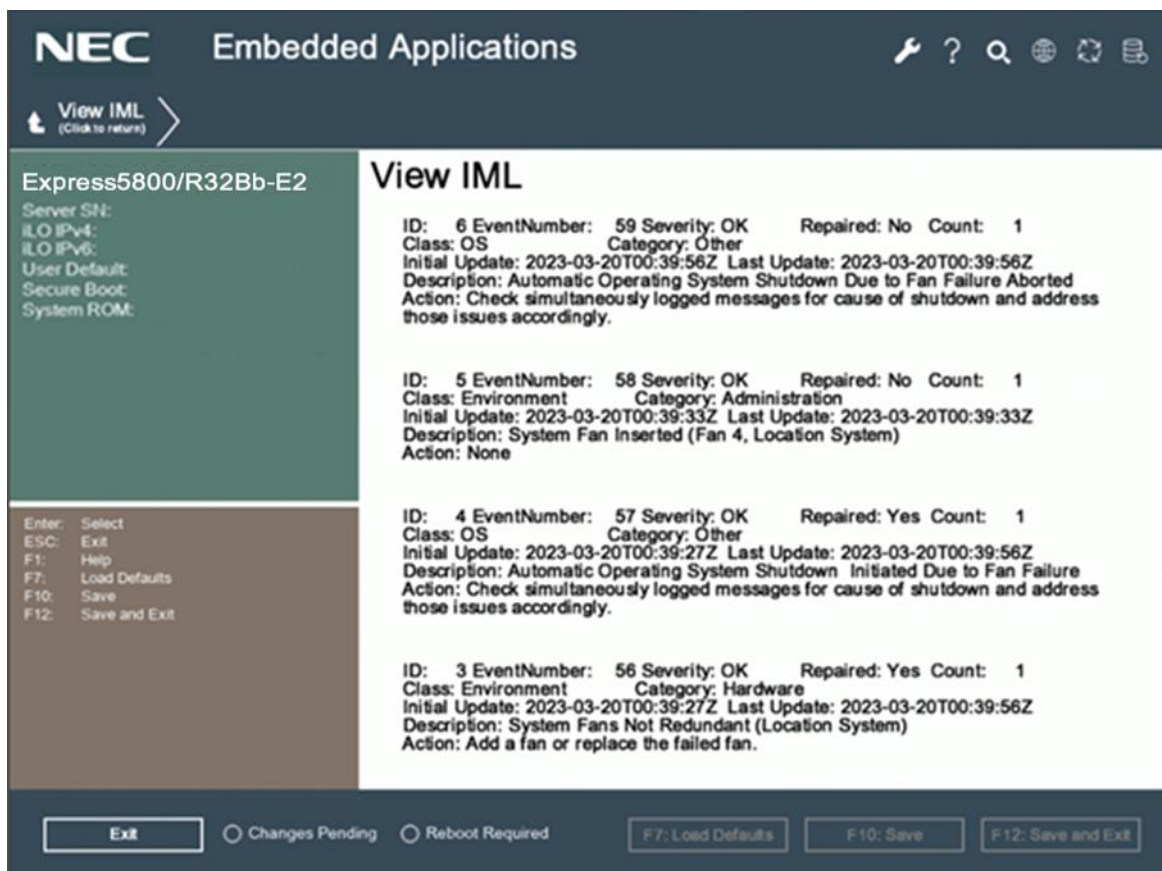 NEC Embedded Applications
?
View IML
(Click to return)
Express5800/R32Bb-E2
Server SN:
iLO IPv4:
iLO IPv6:
User Default:
Secure Boot:
System ROM:
Enter: Select
ESC: Exit
F1: Help
F7: Load Defaults
F10: Save
F12: Save and Exit
View IML
ID: 6 EventNumber: 59 Severity: OK Repaired: No Count: 1
Class: OS Category: Other
Initial Update: 2023-03-20T00:39:56Z Last Update: 2023-03-20T00:39:56Z
Description: Automatic Operating System Shutdown Due to Fan Failure Aborted
Action: Check simultaneously logged messages for cause of shutdown and address
those issues accordingly.
ID: 5 EventNumber: 58 Severity: OK Repaired: No Count: 1
Class: Environment Category: Administration
Initial Update: 2023-03-20T00:39:33Z Last Update: 2023-03-20T00:39:33Z
Description: System Fan Inserted (Fan 4, Location System)
Action: None
ID: 4 EventNumber: 57 Severity: OK Repaired: Yes Count: 1
Class: OS Category: Other
Initial Update: 2023-03-20T00:39:27Z Last Update: 2023-03-20T00:39:56Z
Description: Automatic Operating System Shutdown Initiated Due to Fan Failure
Action: Check simultaneously logged messages for cause of shutdown and address
those issues accordingly.
ID: 3 EventNumber: 56 Severity: OK Repaired: Yes Count: 1
Class: Environment Category: Hardware
Initial Update: 2023-03-20T00:39:27Z Last Update: 2023-03-20T00:39:56Z
Description: System Fans Not Redundant (Location System)
Action: Add a fan or replace the failed fan.
Exit Changes Pending Reboot Required F7: Load Defaults F10: Save F12: Save and Exit